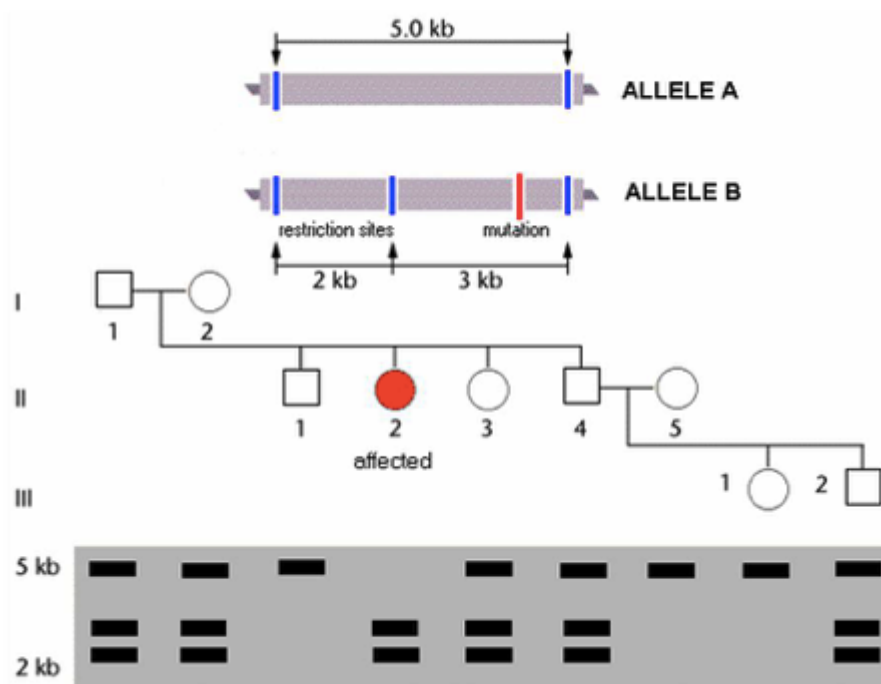 5.0 kb
ALLELE A
ALLELE B
restriction sites mutation
2 kb 3 kb
I
1 2
II
1 2 3 4 5
affected
1 2
III
5 kb
2 kb